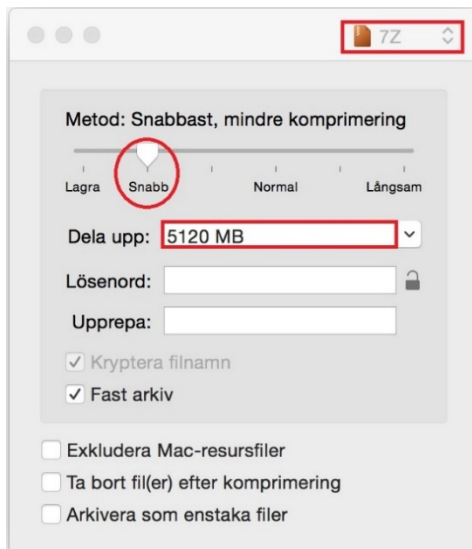 7Z
Metod: Snabbast, mindre komprimering
Lagra Snabb Normal Långsam
Dela upp: 5120 MB
Lösenord:
Upprepa:
Kryptera filnamn
Fast arkiv
Exkludera Mac-resursfiler
Ta bort fil(er) efter komprimering
Arkivera som enstaka filer